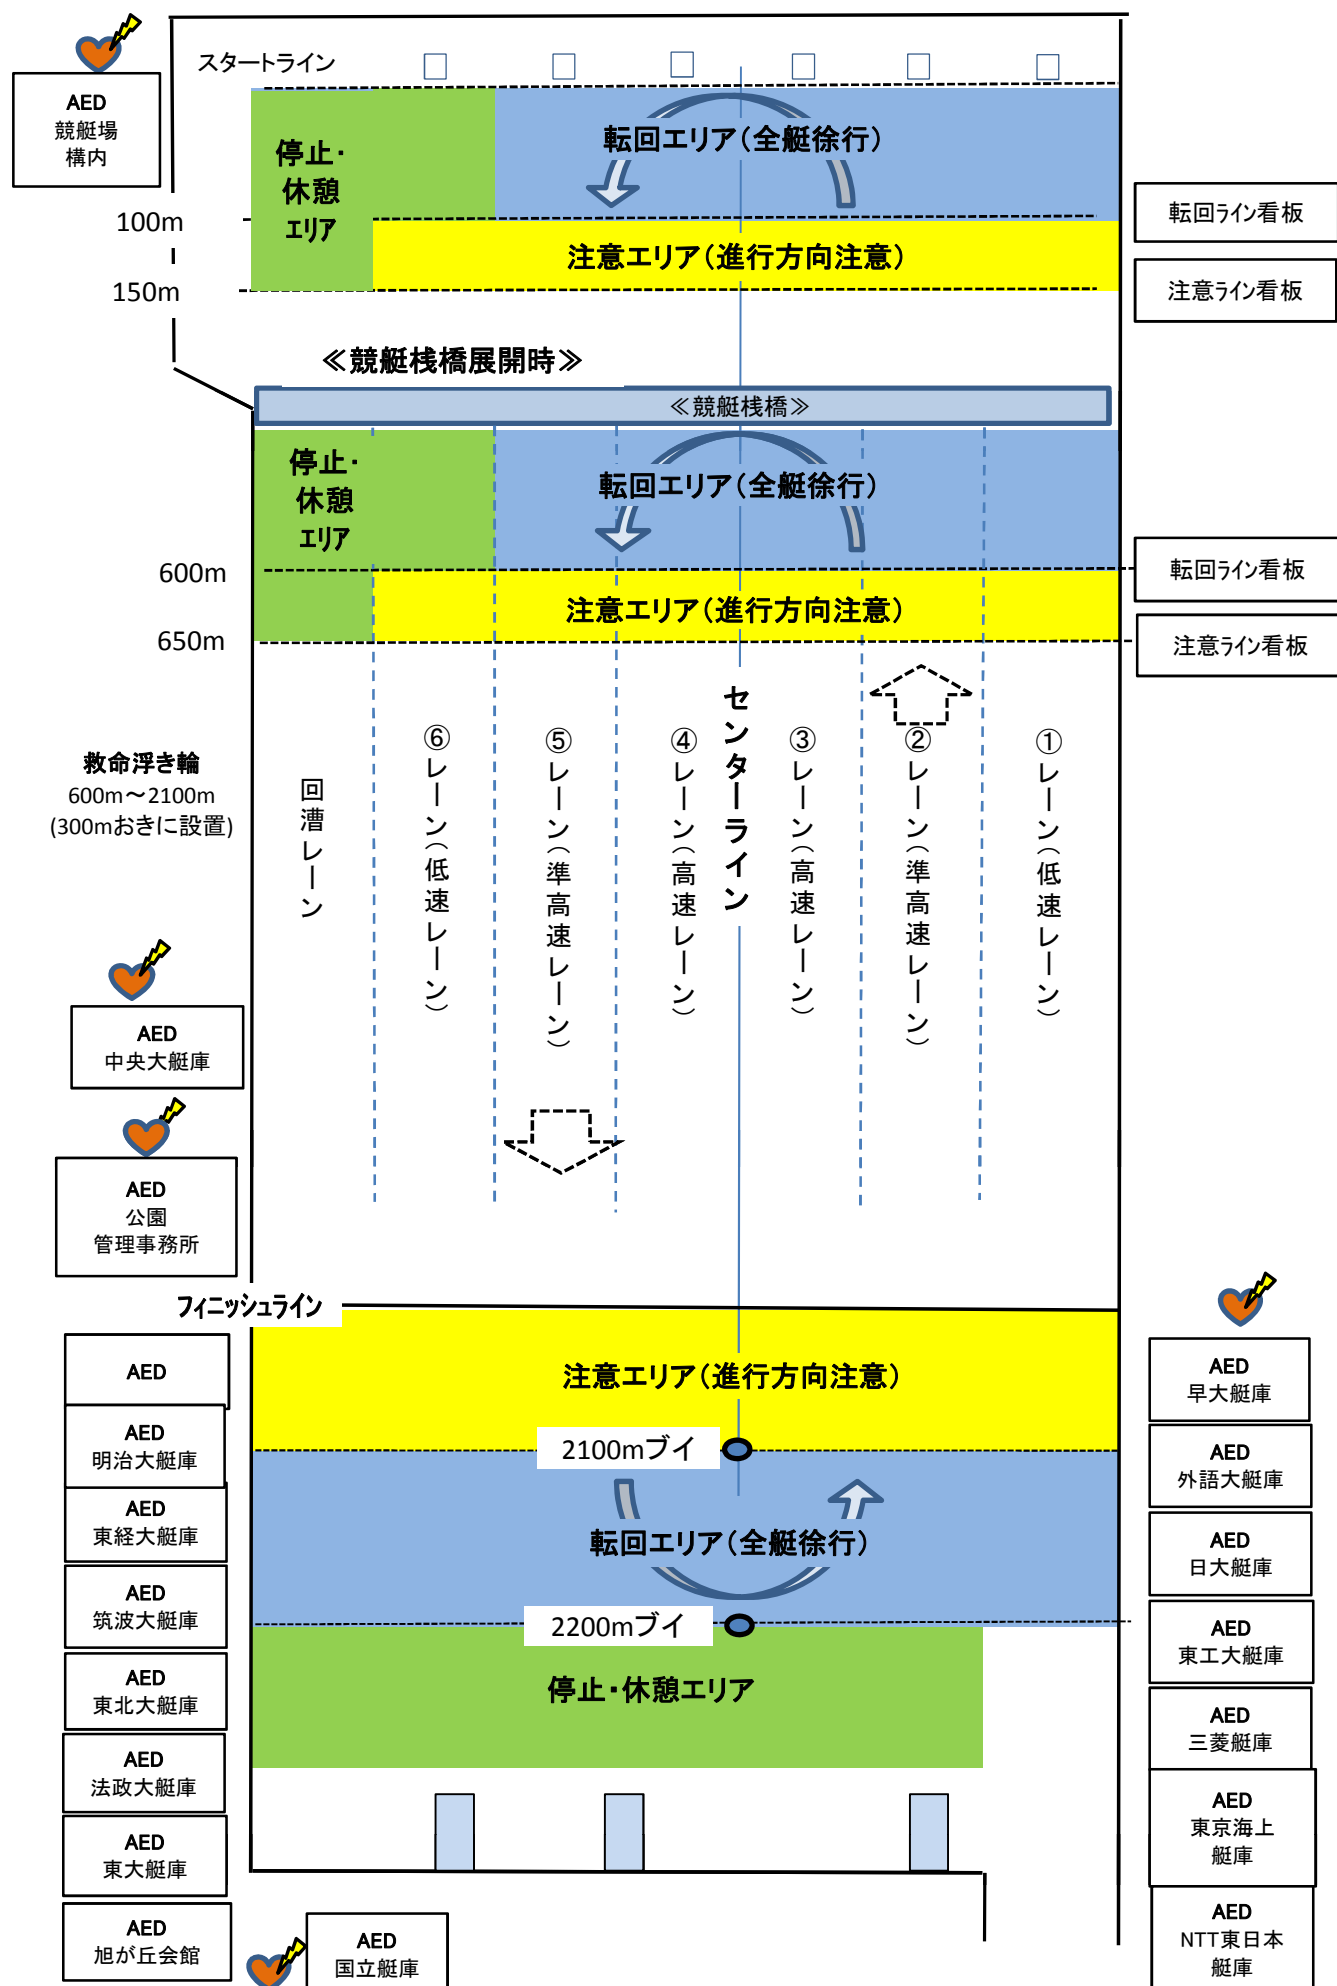 スタートライン
AED
競艇場
構内
転回エリア（全艇徐行）
停止・
休憩
エリア
100m
転回ライン看板
注意エリア（進行方向注意）
150m
注意ライン看板
≪競艇桟橋展開時≫
≪競艇桟橋≫
停止・
休憩
エリア
転回エリア（全艇徐行）
600m
転回ライン看板
注意エリア（進行方向注意）
650m
注意ライン看板
救命浮き輪
600m～2100m
(300mおきに設置)
回漕レーン
⑥レーン（低速レーン）
⑤レーン（準高速レーン）
④レーン（高速レーン）
センターライン
③レーン（高速レーン）
②レーン（準高速レーン）
①レーン（低速レーン）
AED
中央大艇庫
AED
公園
管理事務所
フィニッシュライン
注意エリア（進行方向注意）
2100mブイ
転回エリア（全艇徐行）
2200mブイ
停止・休憩エリア
AED
AED
明治大艇庫
AED
東経大艇庫
AED
筑波大艇庫
AED
東北大艇庫
AED
法政大艇庫
AED
東大艇庫
AED
旭が丘会館
AED
国立艇庫
AED
早大艇庫
AED
外語大艇庫
AED
日大艇庫
AED
東工大艇庫
AED
三菱艇庫
AED
東京海上
艇庫
AED
NTT東日本
艇庫